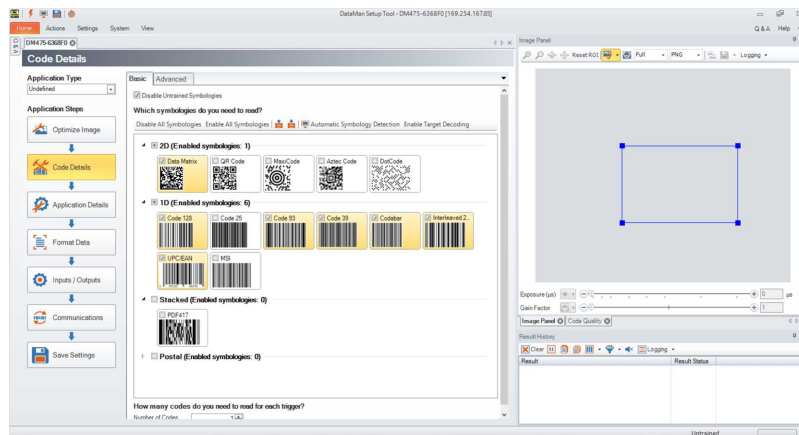 DataMan Setup Tool - DM475-6368F0 [169.254.167.85]
Home Actions Settings System View
Q & A Help
DM475-6368F0
Code Details
Application Type
Undefined
Application Steps
Optimize Image
Code Details
Application Details
Format Data
Inputs / Outputs
Communications
Save Settings
Basic Advanced
Disable Untrained Symbologies
Which symbologies do you need to read?
Disable All Symbologies Enable All Symbologies Automatic Symbology Detection Enable Target Decoding
2D (Enabled symbologies: 1)
Data Matrix QR Code MaxiCode Aztec Code DotCode
1D (Enabled symbologies: 6)
Code 128 Code 25 Code 93 Code 39 Codabar Interleaved 2..
UPC/EAN MSI
Stacked (Enabled symbologies: 0)
PDF417
Postal (Enabled symbologies: 0)
How many codes do you need to read for each trigger?
Number of Codes 1
Image Panel
Reset ROI Full PNG Logging
Exposure (µs) 0 µs
Gain Factor 1
Image Panel Code Quality
Result History
Clear Logging
Result Result Status
Untrained